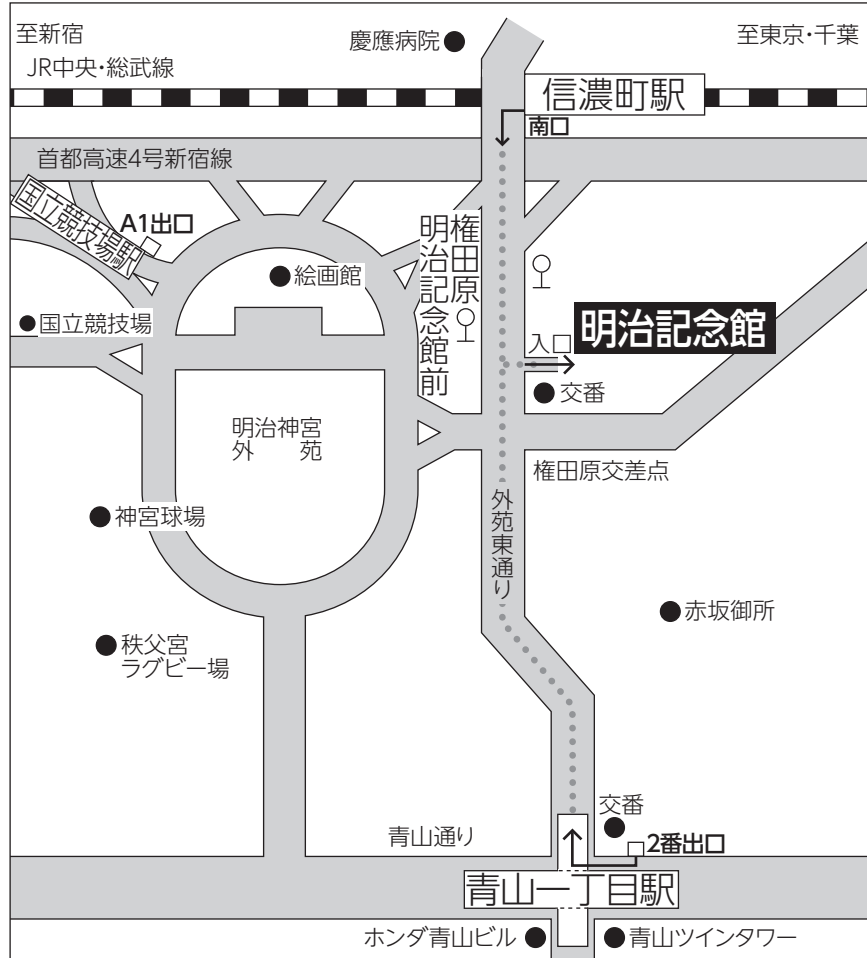 至新宿
慶應病院
至東京・千葉
JR中央・総武線
信濃町駅
南口
首都高速4号新宿線
国立競技場駅
A1出口
権田原
明治記念館前
絵画館
国立競技場
入口
明治記念館
交番
明治神宮
外 苑
権田原交差点
神宮球場
外苑東通り
赤坂御所
秩父宮
ラグビー場
交番
青山通り
2番出口
青山一丁目駅
ホンダ青山ビル
青山ツインタワー